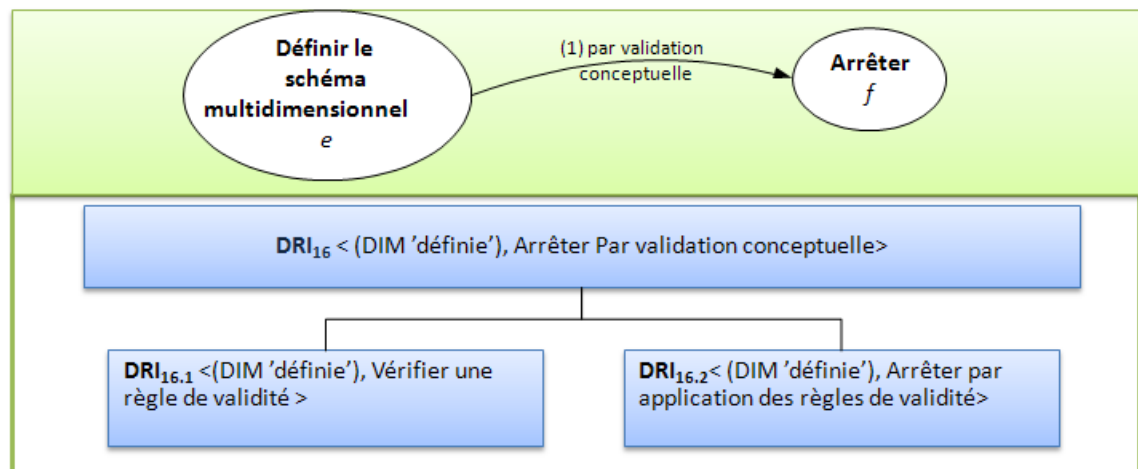 Définir le
schéma
multidimensionnel
e
(1) par validation
conceptuelle
Arrêter
f
DRI16 < (DIM ’définie’), Arrêter Par validation conceptuelle>
DRI16.1 <(DIM ’définie’), Vérifier une
règle de validité >
DRI16.2< (DIM ’définie’), Arrêter par
application des règles de validité>